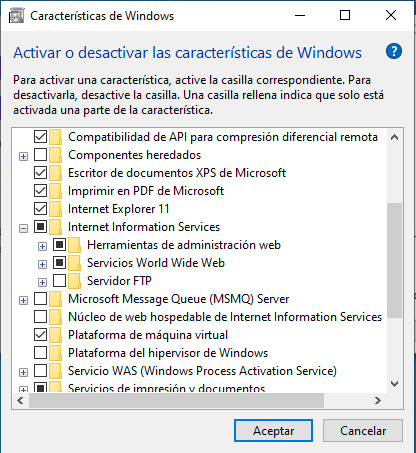 Características de Windows
Activar o desactivar las características de Windows
?
Para activar una característica, active la casilla correspondiente. Para
desactivarla, desactive la casilla. Una casilla rellena indica que solo está
activada una parte de la característica.
Compatibilidad de API para compresión diferencial remota
Componentes heredados
Escritor de documentos XPS de Microsoft
Imprimir en PDF de Microsoft
Internet Explorer 11
Internet Information Services
Herramientas de administración web
Servicios World Wide Web
Servidor FTP
Microsoft Message Queue (MSMQ) Server
Núcleo de web hospedable de Internet Information Services
Plataforma de máquina virtual
Plataforma del hipervisor de Windows
Servicio WAS (Windows Process Activation Service)
Servicios de impresión y documentos
Aceptar
Cancelar